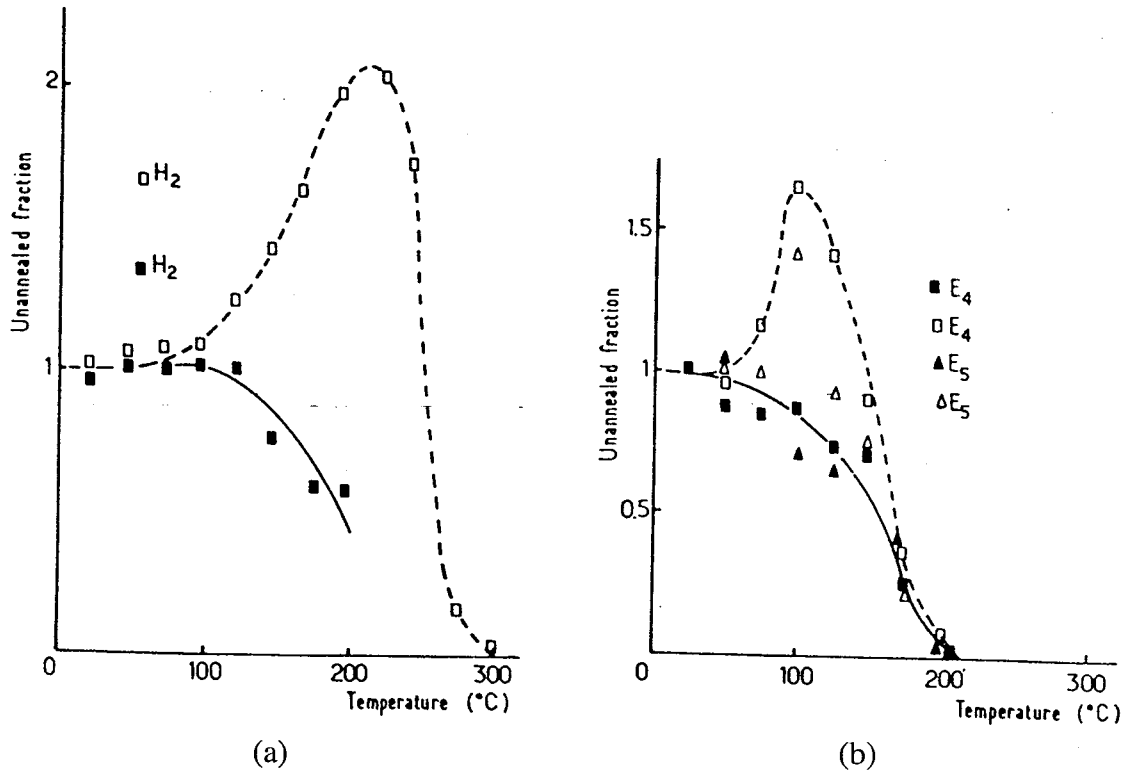 Unannealed fraction
2
1
H2
H2
0
100
200
300
Temperature (°C)
(a)
Unannealed fraction
1.5
1
0.5
E4
E4
E5
E5
0
100
200
300
Temperature (°C)
(b)